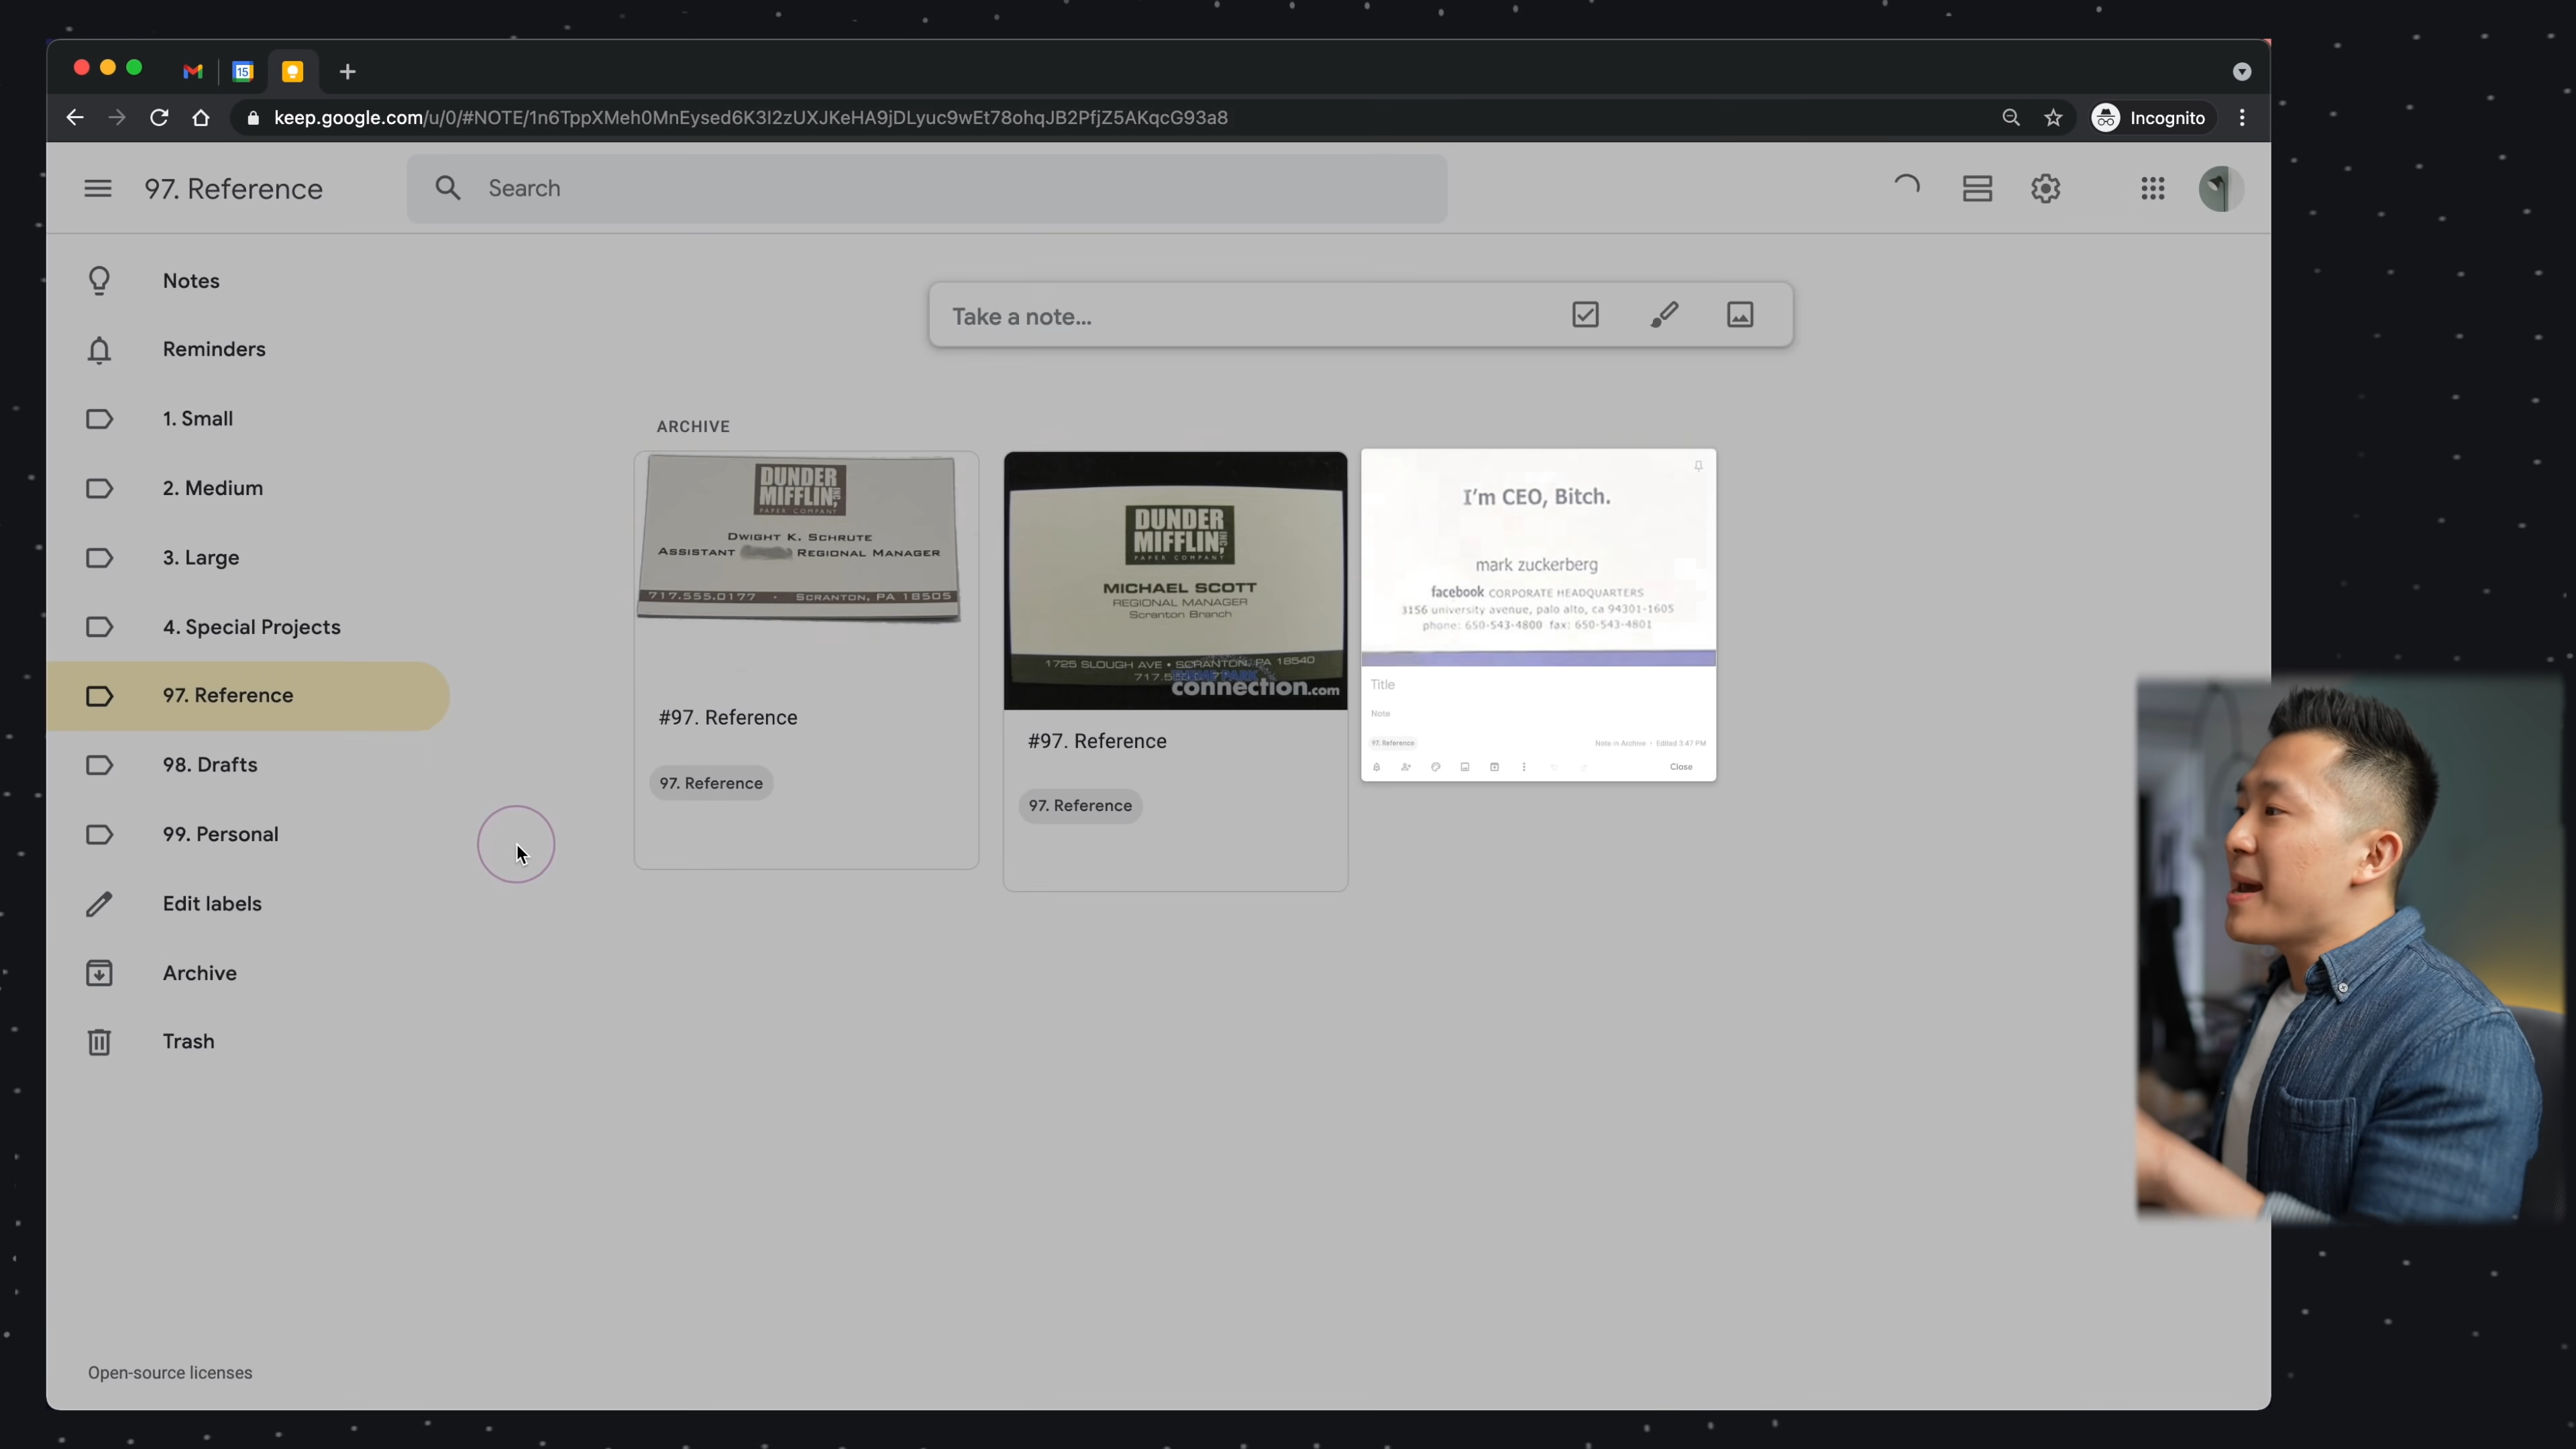 15
keep.google.com/u/0/#NOTE/1n6TppXMeh0MnEysed6K3I2zUXJKeHA9jDLyuc9wEt78ohqJB2PfjZ5AKqcG93a8
Incognito
97. Reference
Search
Notes
Reminders
1. Small
2. Medium
3. Large
4. Special Projects
97. Reference
98. Drafts
99. Personal
Edit labels
Archive
Trash
Open-source licenses
Take a note...
ARCHIVE
DUNDER
MIFFLIN, INC
PAPER COMPANY
DWIGHT K. SCHRUTE
ASSISTANT REGIONAL MANAGER
717.555.0177 • SCRANTON, PA 18505
#97. Reference
97. Reference
DUNDER
MIFFLIN, INC
PAPER COMPANY
MICHAEL SCOTT
REGIONAL MANAGER
Scranton Branch
1725 SLOUGH AVE • SCRANTON, PA 18540
connection.com
#97. Reference
97. Reference
I'm CEO, Bitch.
mark zuckerberg
facebook CORPORATE HEADQUARTERS
3156 university avenue, palo alto, ca 94301-1605
phone: 650-543-4800 fax: 650-543-4801
Title
Note
97. Reference
Note in Archive • Edited 3:47 PM
Close